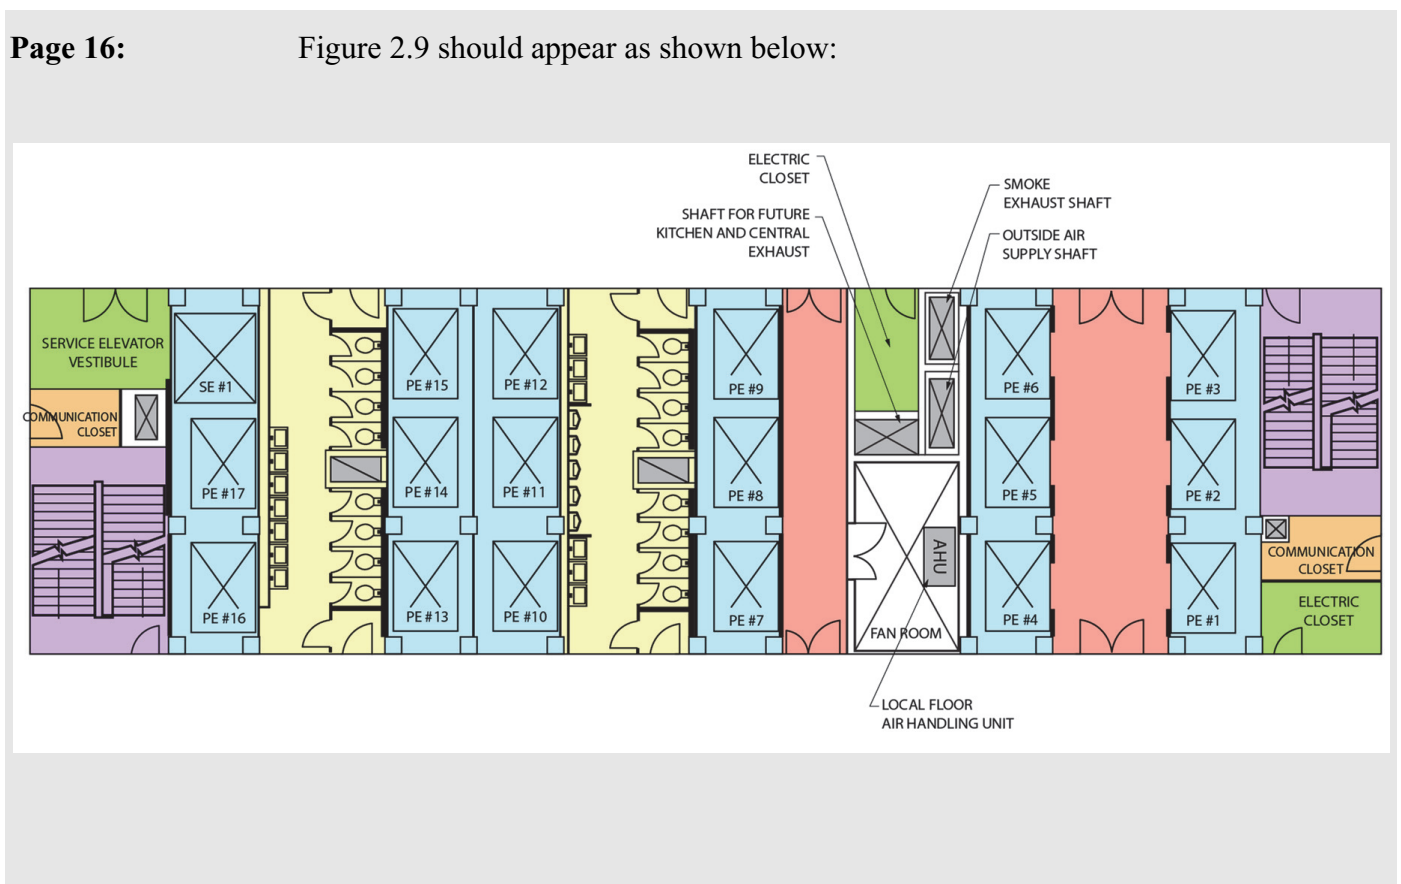 Page 16: Figure 2.9 should appear as shown below:
ELECTRIC
CLOSET
SMOKE
EXHAUST SHAFT
SHAFT FOR FUTURE
KITCHEN AND CENTRAL
EXHAUST
OUTSIDE AIR
SUPPLY SHAFT
SERVICE ELEVATOR
VESTIBULE
COMMUNICATION
CLOSET
SE #1
PE #17
PE #16
PE #15
PE #14
PE #13
PE #12
PE #11
PE #10
PE #9
PE #8
PE #7
AHU
FAN ROOM
PE #6
PE #5
PE #4
PE #3
PE #2
PE #1
COMMUNICATION
CLOSET
ELECTRIC
CLOSET
LOCAL FLOOR
AIR HANDLING UNIT